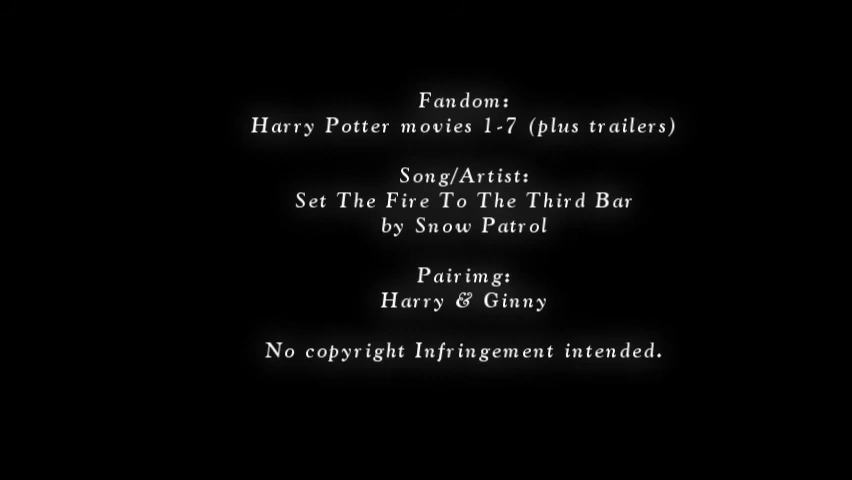 Fandom:
Harry Potter movies 1-7 (plus trailers)
Song/Artist:
Set The Fire To The Third Bar
by Snow Patrol
Pairimg:
Harry & Ginny
No copyright Infringement intended.